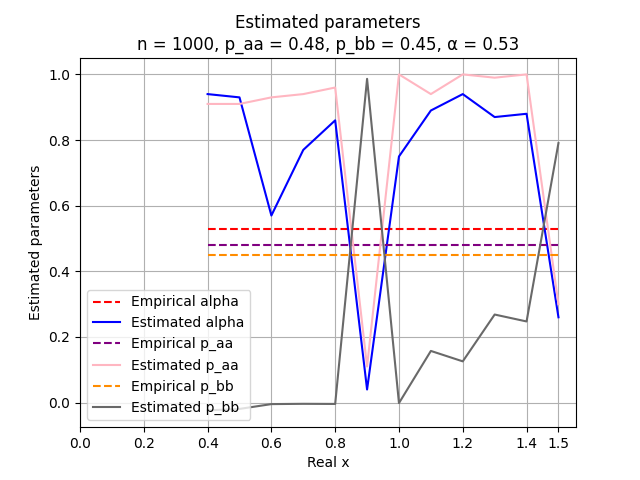 Estimated parameters
n = 1000, p_aa = 0.48, p_bb = 0.45, α = 0.53
Estimated parameters
1.0
0.8
0.6
0.4
0.2
0.0
Empirical alpha
Estimated alpha
Empirical p_aa
Estimated p_aa
Empirical p_bb
Estimated p_bb
0.0 0.2 0.4 0.6 0.8 1.0 1.2 1.4 1.5
Real x